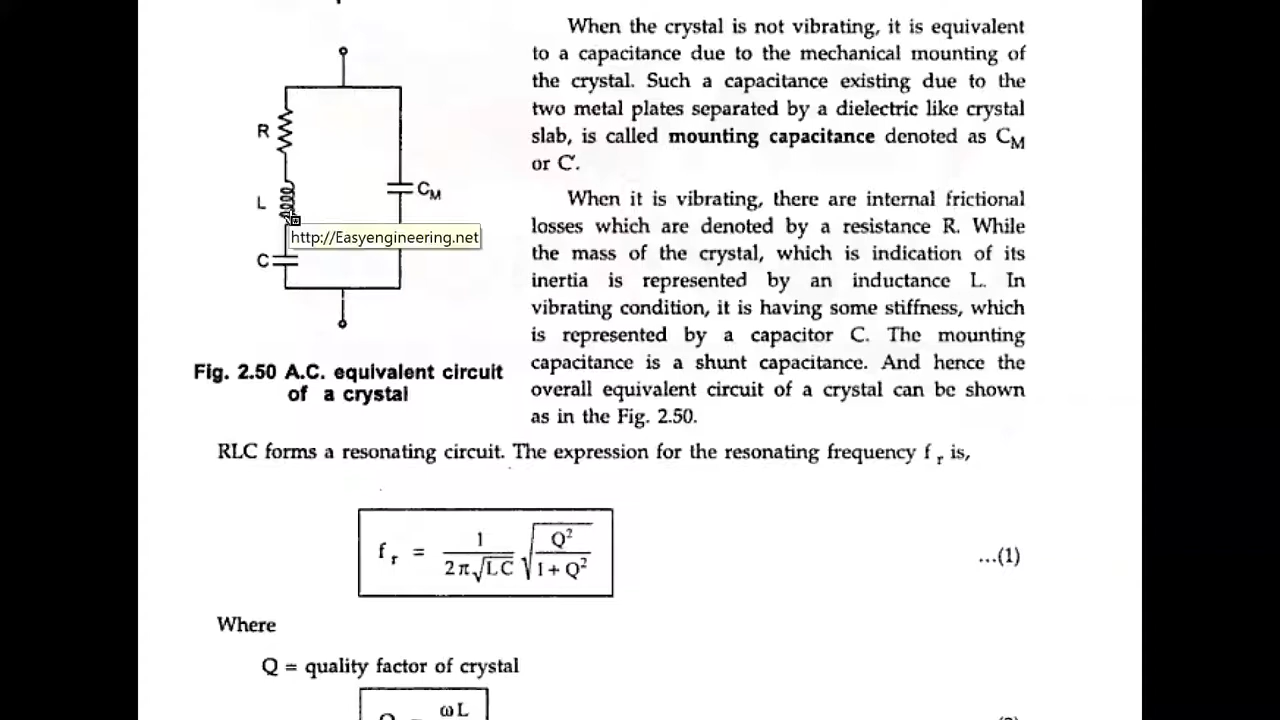 When the crystal is not vibrating, it is equivalent
to a capacitance due to the mechanical mounting of
the crystal. Such a capacitance existing due to the
two metal plates separated by a dielectric like crystal
slab, is called mounting capacitance denoted as C_M
or C'.
When it is vibrating, there are internal frictional
losses which are denoted by a resistance R. While
the mass of the crystal, which is indication of its
inertia is represented by an inductance L. In
vibrating condition, it is having some stiffness, which
is represented by a capacitor C. The mounting
capacitance is a shunt capacitance. And hence the
overall equivalent circuit of a crystal can be shown
as in the Fig. 2.50.
R
L
C_M
http://Easyengineering.net
C
Fig. 2.50 A.C. equivalent circuit
of a crystal
RLC forms a resonating circuit. The expression for the resonating frequency f_r is,
f_r = 1 / (2π√LC) √(Q² / (1 + Q²)) ...(1)
Where
Q = quality factor of crystal
ωL